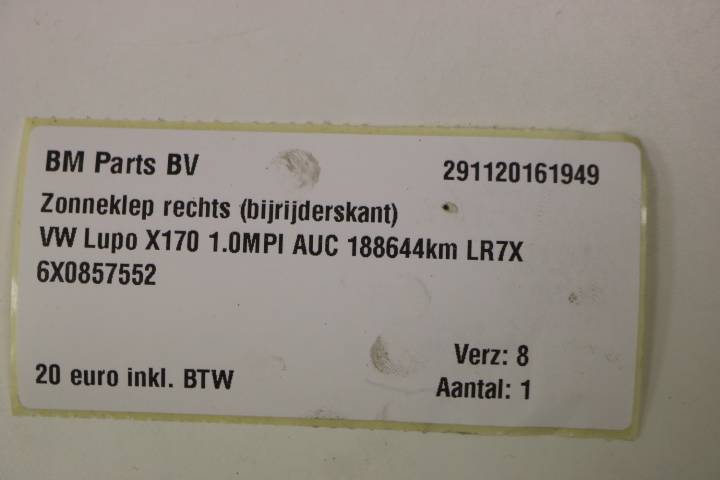 BM Parts BV 291120161949
Zonneklep rechts (bijrijderskant)
VW Lupo X170 1.0MPI AUC 188644km LR7X
6X0857552
Verz: 8
20 euro inkl. BTW Aantal: 1